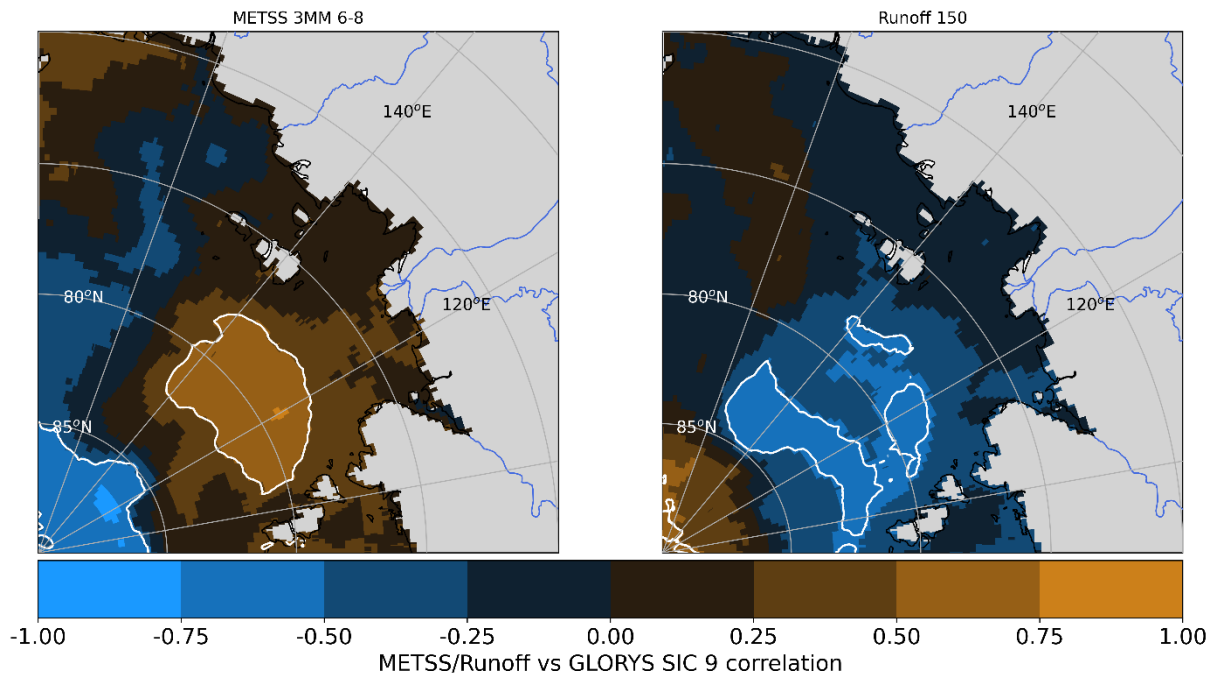 METSS 3MM 6-8
Runoff 150
140°E
120°E
80°N
85°N
140°E
120°E
80°N
85°N
-1.00 -0.75 -0.50 -0.25 0.00 0.25 0.50 0.75 1.00
METSS/Runoff vs GLORYS SIC 9 correlation